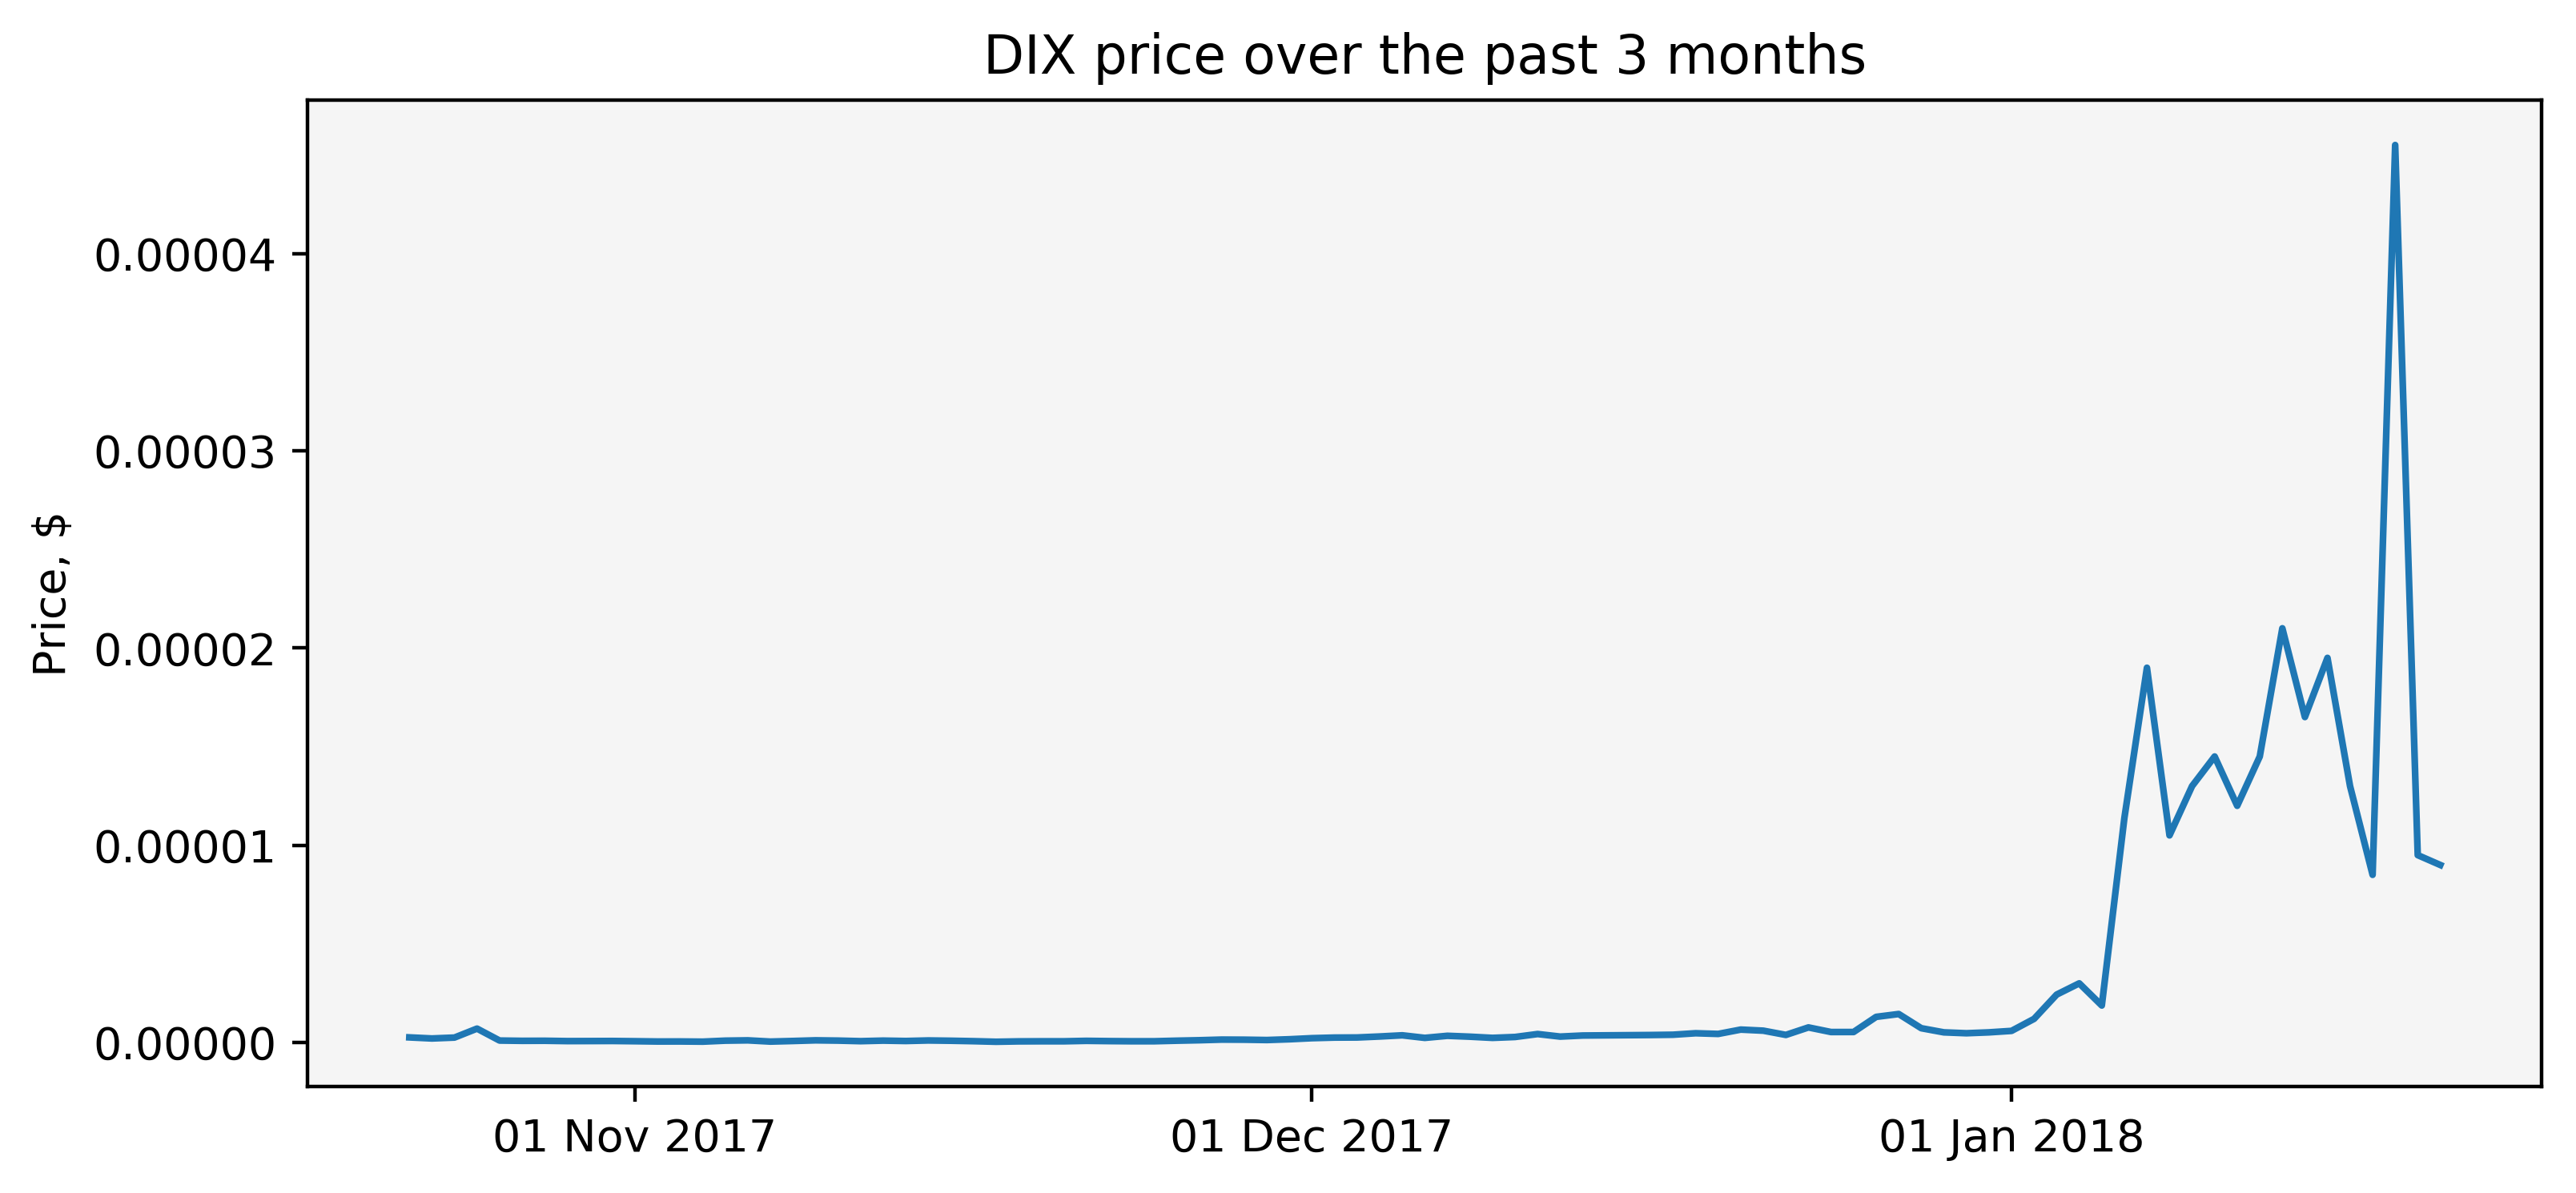 DIX price over the past 3 months
Price, $
0.00004
0.00003
0.00002
0.00001
0.00000
01 Nov 2017
01 Dec 2017
01 Jan 2018